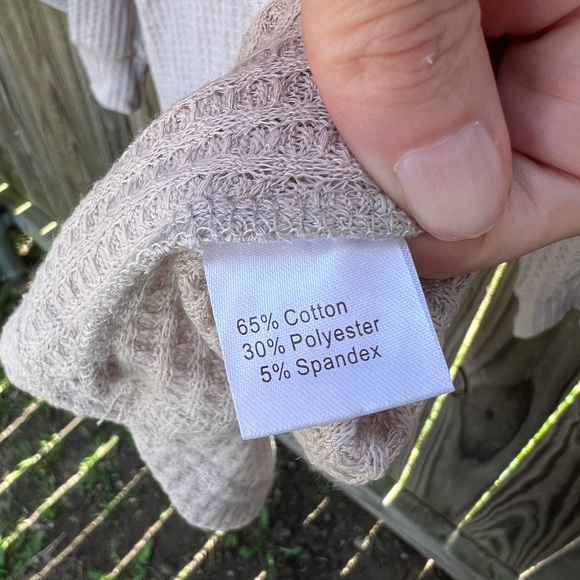 65% Cotton
30% Polyester
5% Spandex